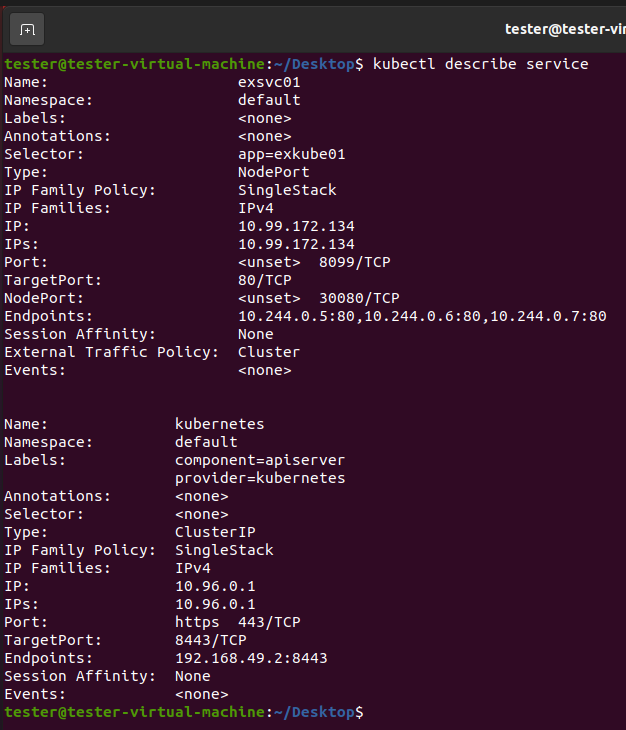 tester@tester-vir
tester@tester-virtual-machine:~/Desktop$ kubectl describe service
Name:                     exsvc01
Namespace:                default
Labels:                   <none>
Annotations:              <none>
Selector:                 app=exkube01
Type:                     NodePort
IP Family Policy:         SingleStack
IP Families:              IPv4
IP:                       10.99.172.134
IPs:                      10.99.172.134
Port:                     <unset>  8099/TCP
TargetPort:               80/TCP
NodePort:                 <unset>  30080/TCP
Endpoints:                10.244.0.5:80,10.244.0.6:80,10.244.0.7:80
Session Affinity:         None
External Traffic Policy:  Cluster
Events:                   <none>
Name:              kubernetes
Namespace:         default
Labels:            component=apiserver
                   provider=kubernetes
Annotations:       <none>
Selector:          <none>
Type:              ClusterIP
IP Family Policy:  SingleStack
IP Families:       IPv4
IP:                10.96.0.1
IPs:               10.96.0.1
Port:              https  443/TCP
TargetPort:        8443/TCP
Endpoints:         192.168.49.2:8443
Session Affinity:  None
Events:            <none>
tester@tester-virtual-machine:~/Desktop$